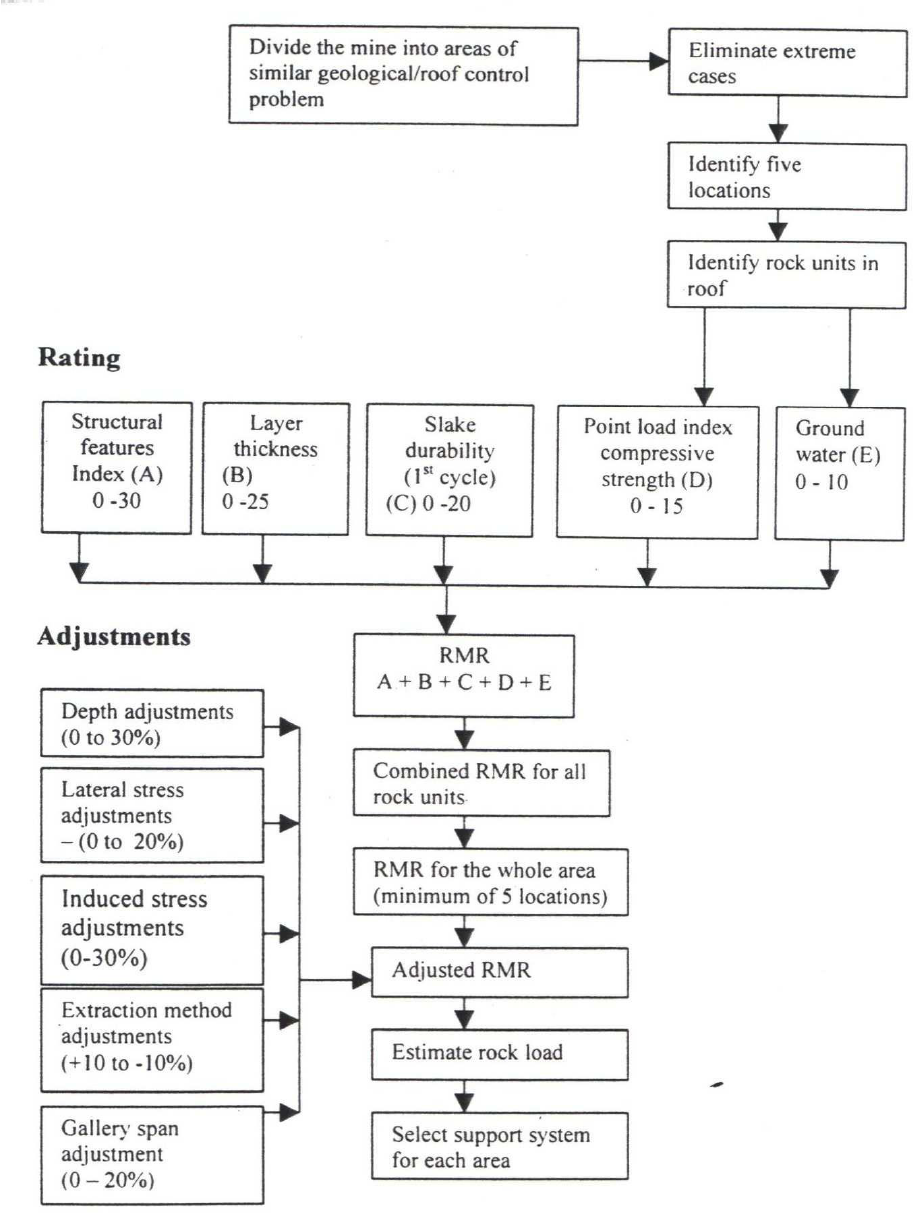 Divide the mine into areas of
similar geological/roof control
problem
Eliminate extreme
cases
Identify five
locations
Identify rock units in
roof
Rating
Structural
features
Index (A)
0 -30
Layer
thickness
(B)
0 -25
Slake
durability
(1st cycle)
(C) 0 -20
Point load index
compressive
strength (D)
0 - 15
Ground
water (E)
0 - 10
Adjustments
RMR
A + B + C + D + E
Depth adjustments
(0 to 30%)
Lateral stress
adjustments
– (0 to 20%)
Induced stress
adjustments
(0-30%)
Extraction method
adjustments
(+10 to -10%)
Gallery span
adjustment
(0 – 20%)
Combined RMR for all
rock units
RMR for the whole area
(minimum of 5 locations)
Adjusted RMR
Estimate rock load
Select support system
for each area